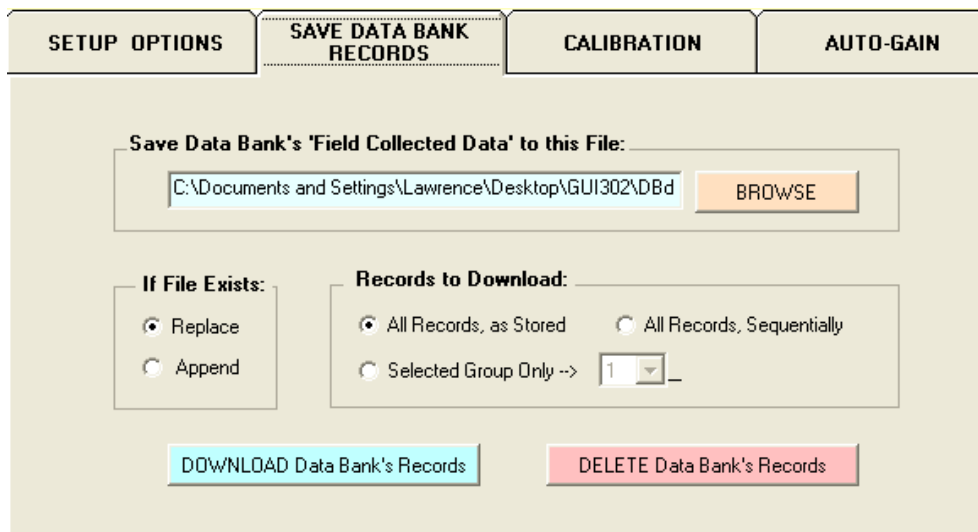 SETUP OPTIONS
SAVE DATA BANK
RECORDS
CALIBRATION
AUTO-GAIN
Save Data Bank's 'Field Collected Data' to this File:
C:\Documents and Settings\Lawrence\Desktop\GUI302\DBd
BROWSE
If File Exists:
Replace
Append
Records to Download:
All Records, as Stored
All Records, Sequentially
Selected Group Only --> 1 _
DOWNLOAD Data Bank's Records
DELETE Data Bank's Records